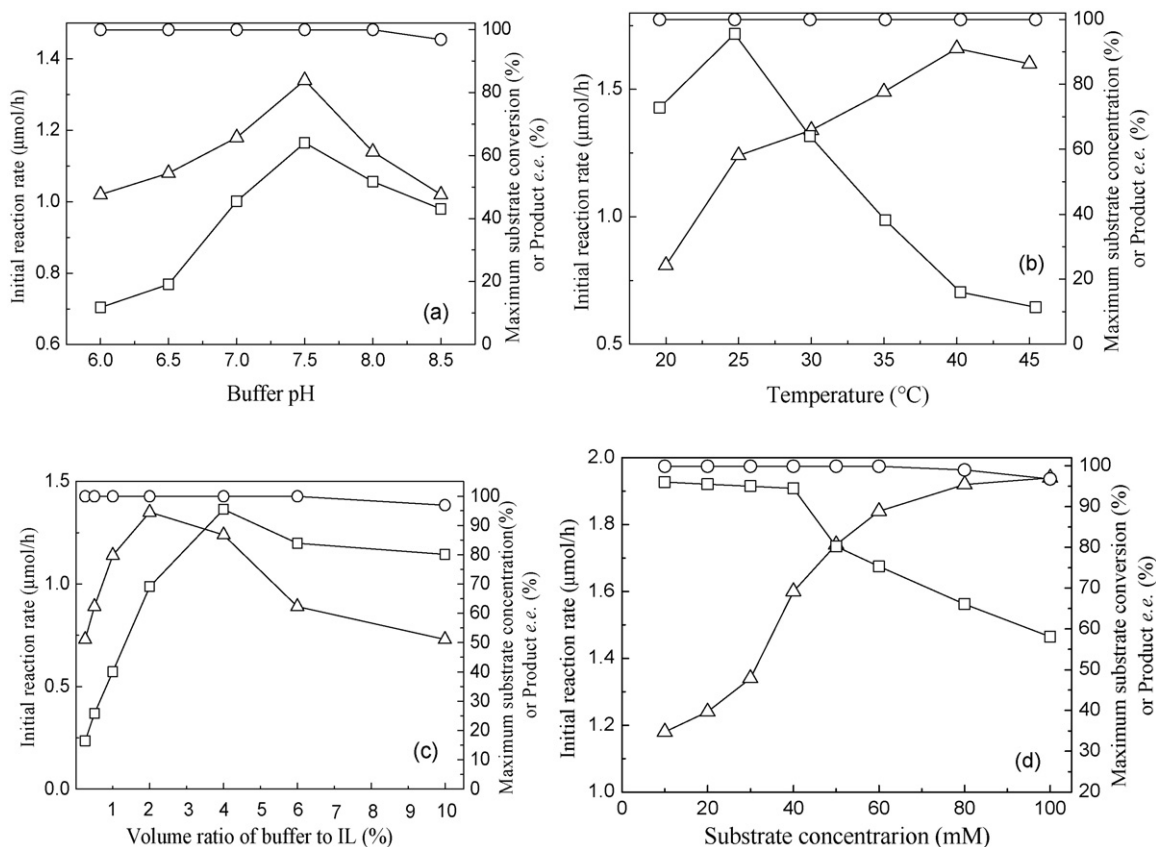 1.5
1.4
1.2
1.0
0.8
0.6
Initial reaction rate (μmol/h)
6.0 6.5 7.0 7.5 8.0 8.5
Buffer pH
100
80
60
40
20
0
Maximum substrate conversion (%)
or Product e.e. (%)
(a)
1.5
1.0
0.5
Initial reaction rate (μmol/h)
20 25 30 35 40 45
Temperature (°C)
100
80
60
40
20
0
Maximum substrate concentration (%)
or Product e.e. (%)
(b)
1.5
1.0
0.5
0.0
Initial reaction rate (μmol/h)
1 2 3 4 5 6 7 8 9 10
Volume ratio of buffer to IL (%)
100
95
90
80
70
60
50
40
30
20
10
0
Maximum substrate concentration(%)
or Product e.e. (%)
(c)
2.0
1.8
1.6
1.4
1.2
1.0
Initial reaction rate (μmol/h)
0 20 40 60 80 100
Substrate concentrarion (mM)
100
90
80
70
60
50
40
30
20
Maximum substrate conversion (%)
or Product e.e. (%)
(d)